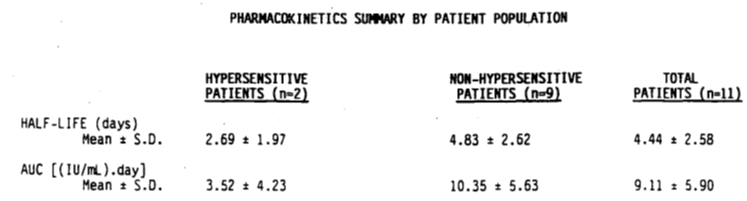 PHARMACOKINETICS SUMMARY BY PATIENT POPULATION
HYPERSENSITIVE NON-HYPERSENSITIVE TOTAL
PATIENTS (n=2) PATIENTS (n=9) PATIENTS (n=11)
HALF-LIFE (days)
Mean ± S.D. 2.69 ± 1.97 4.83 ± 2.62 4.44 ± 2.58
AUC [(IU/mL).day]
Mean ± S.D. 3.52 ± 4.23 10.35 ± 5.63 9.11 ± 5.90